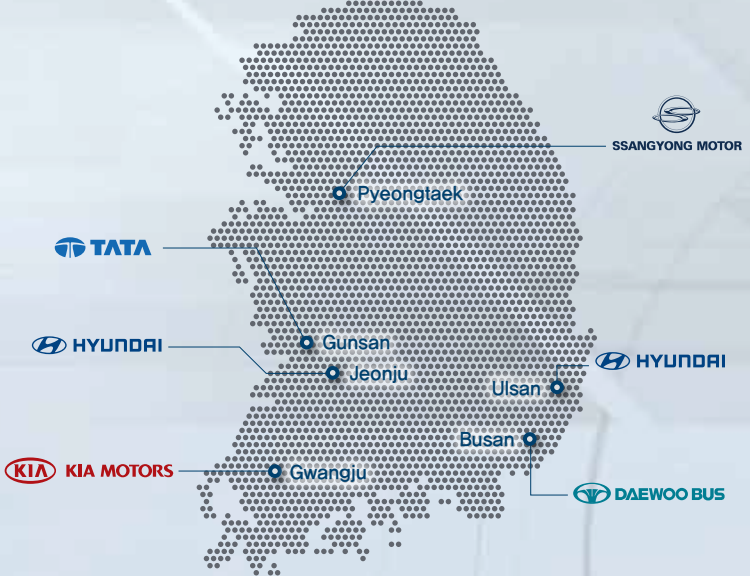 SSANGYONG MOTOR
Pyeongtaek
TATA
Gunsan
HYUNDAI
Jeonju
HYUNDAI
Ulsan
Busan
KIA KIA MOTORS
Gwangju
DAEWOO BUS